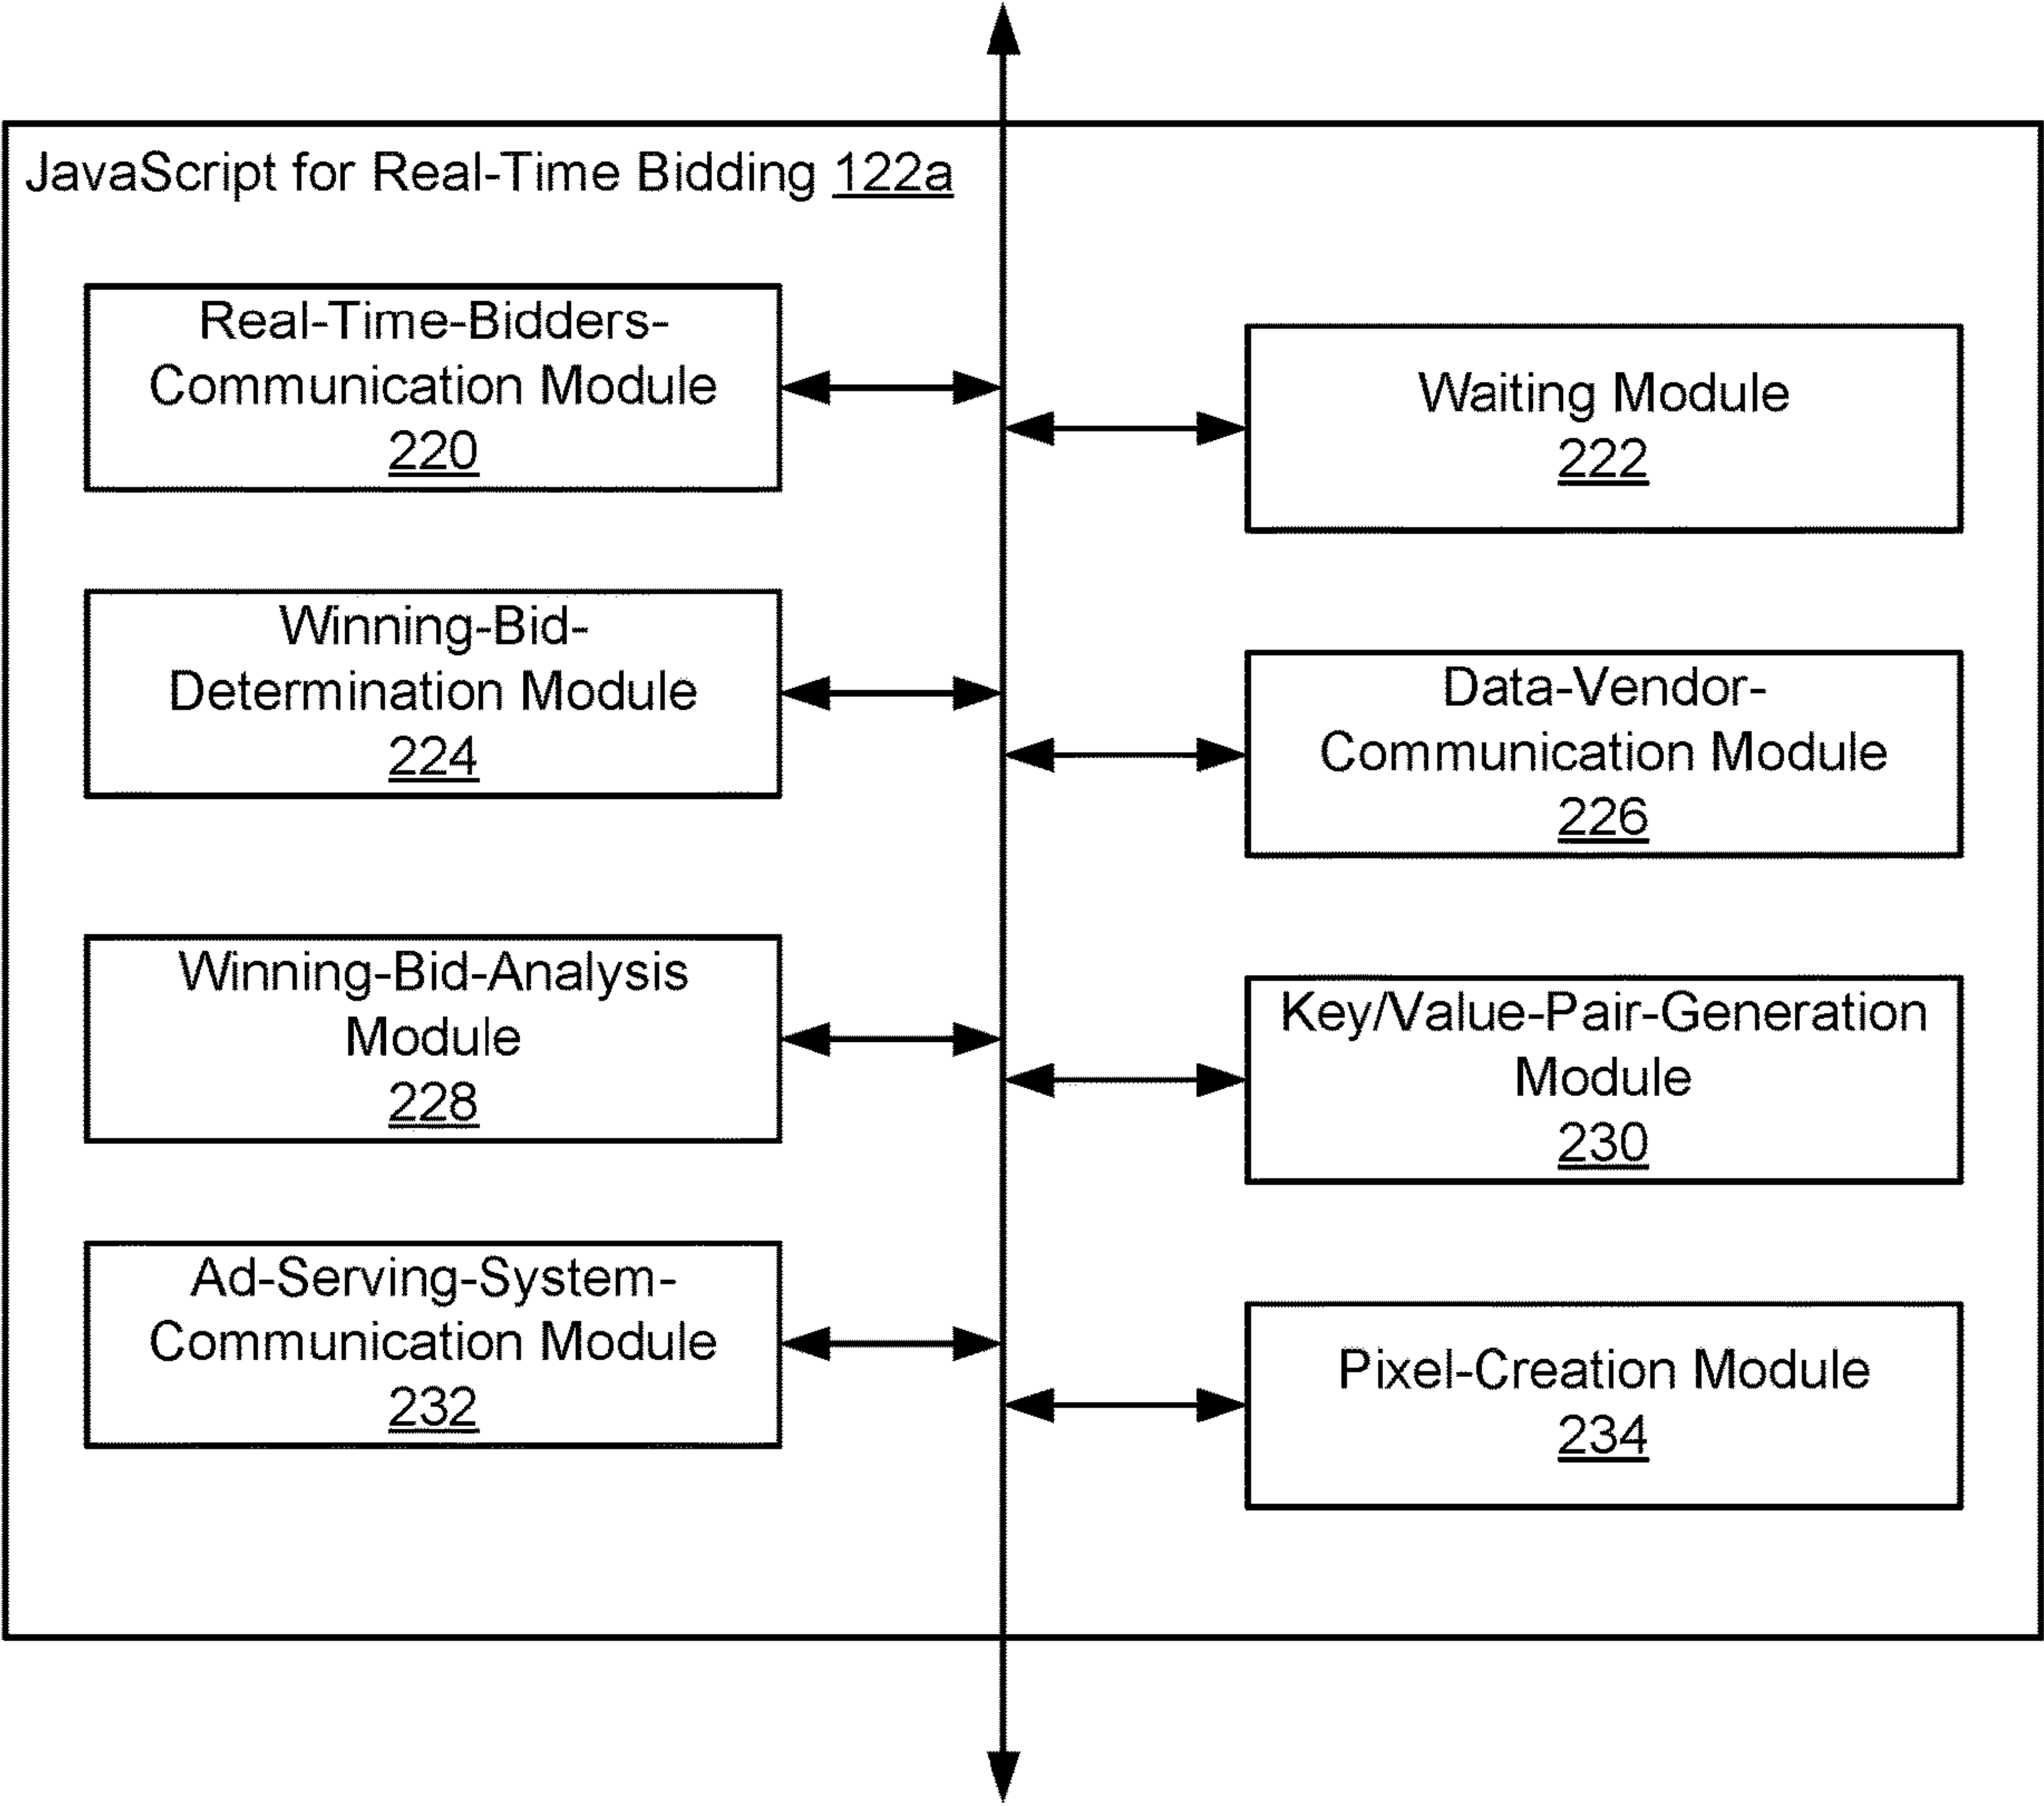 JavaScript for Real-Time Bidding 122a
Real-Time-Bidders-
Communication Module
220
Waiting Module
222
Winning-Bid-
Determination Module
224
Data-Vendor-
Communication Module
226
Winning-Bid-Analysis
Module
228
Key/Value-Pair-Generation
Module
230
Ad-Serving-System-
Communication Module
232
Pixel-Creation Module
234